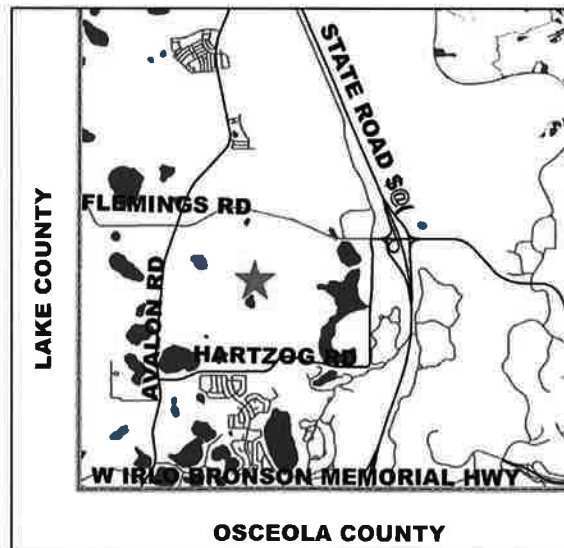 STATE ROAD $@(
LAKE COUNTY
FLEMINGS RD
AVALON RD
HARTZOG RD
W IRLO BRONSON MEMORIAL HWY
OSCEOLA COUNTY